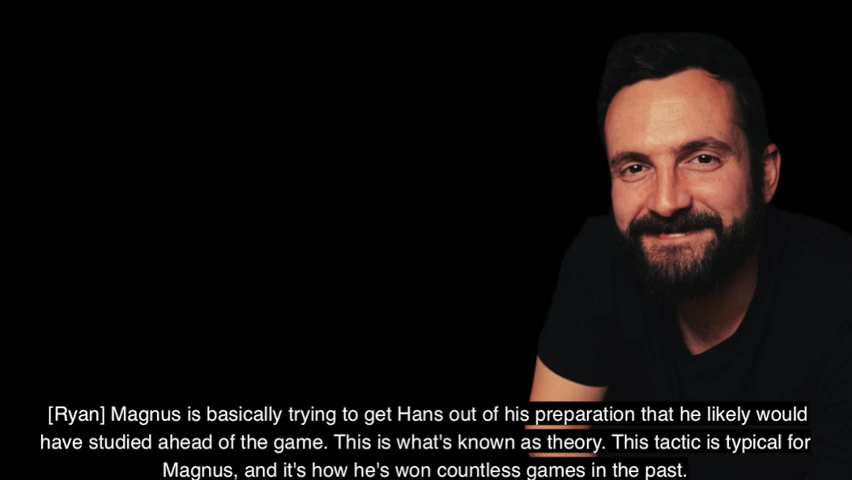 [Ryan] Magnus is basically trying to get Hans out of his preparation that he likely would
have studied ahead of the game. This is what's known as theory. This tactic is typical for
Magnus, and it's how he's won countless games in the past.